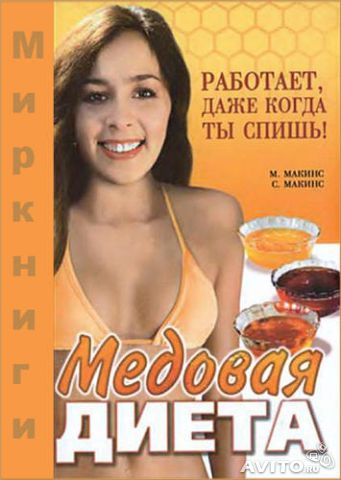 Миркниги
РАБОТАЕТ,
ДАЖЕ КОГДА
ТЫ СПИШЬ!
М. МАКИНС
С. МАКИНС
Медовая
ДИЕТА
AVITO.RU